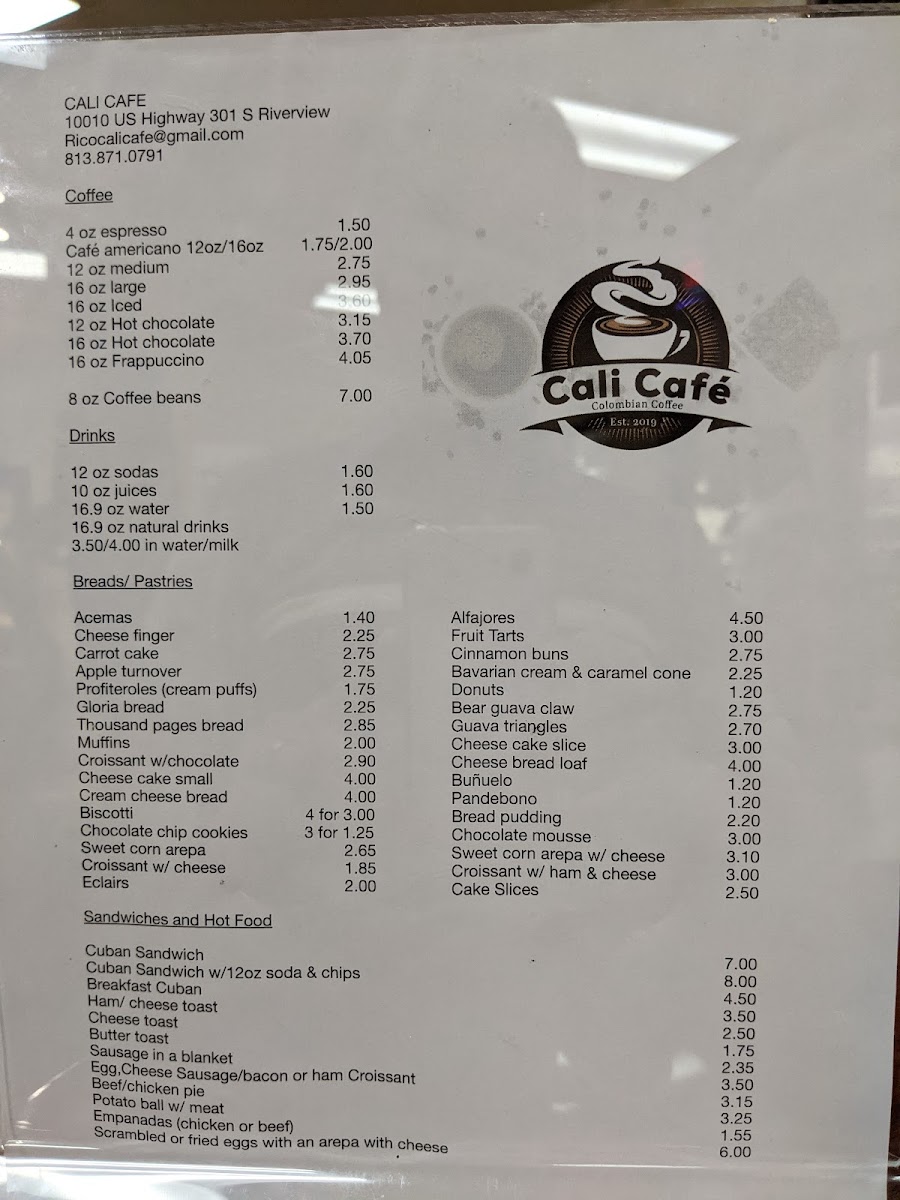 CALI CAFE
10010 US Highway 301 S Riverview
Ricocalicafe@gmail.com
813.871.0791
Coffee
4 oz espresso 1.50
Café americano 12oz/16oz 1.75/2.00
12 oz medium 2.75
16 oz large 2.95
16 oz Iced 3.60
12 oz Hot chocolate 3.15
16 oz Hot chocolate 3.70
16 oz Frappuccino 4.05
8 oz Coffee beans 7.00
Cali Café
Colombian Coffee
Est. 2019
Drinks
12 oz sodas 1.60
10 oz juices 1.60
16.9 oz water 1.50
16.9 oz natural drinks
3.50/4.00 in water/milk
Breads/ Pastries
Acemas 1.40
Cheese finger 2.25
Carrot cake 2.75
Apple turnover 2.75
Profiteroles (cream puffs) 1.75
Gloria bread 2.25
Thousand pages bread 2.85
Muffins 2.00
Croissant w/chocolate 2.90
Cheese cake small 4.00
Cream cheese bread 4.00
Biscotti 4 for 3.00
Chocolate chip cookies 3 for 1.25
Sweet corn arepa 2.65
Croissant w/ cheese 1.85
Eclairs 2.00
Alfajores 4.50
Fruit Tarts 3.00
Cinnamon buns 2.75
Bavarian cream & caramel cone 2.25
Donuts 1.20
Bear guava claw 2.75
Guava triangles 2.70
Cheese cake slice 3.00
Cheese bread loaf 4.00
Buñuelo 1.20
Pandebono 1.20
Bread pudding 2.20
Chocolate mousse 3.00
Sweet corn arepa w/ cheese 3.10
Croissant w/ ham & cheese 3.00
Cake Slices 2.50
Sandwiches and Hot Food
Cuban Sandwich 7.00
Cuban Sandwich w/12oz soda & chips 8.00
Breakfast Cuban 4.50
Ham/ cheese toast 3.50
Cheese toast 2.50
Butter toast 1.75
Sausage in a blanket 2.35
Egg,Cheese Sausage/bacon or ham Croissant 3.50
Beef/chicken pie 3.15
Potato ball w/ meat 3.25
Empanadas (chicken or beef) 1.55
Scrambled or fried eggs with an arepa with cheese 6.00